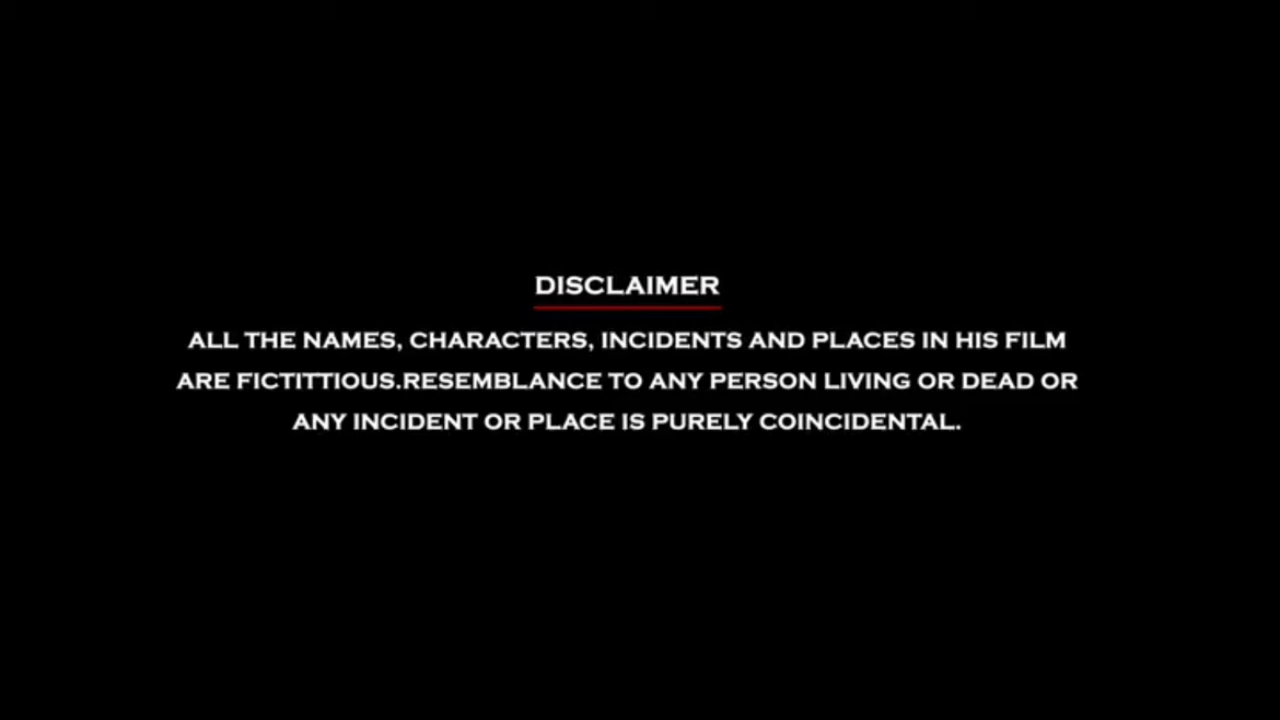 DISCLAIMER
ALL THE NAMES, CHARACTERS, INCIDENTS AND PLACES IN HIS FILM
ARE FICTITTIOUS.RESEMBLANCE TO ANY PERSON LIVING OR DEAD OR
ANY INCIDENT OR PLACE IS PURELY COINCIDENTAL.